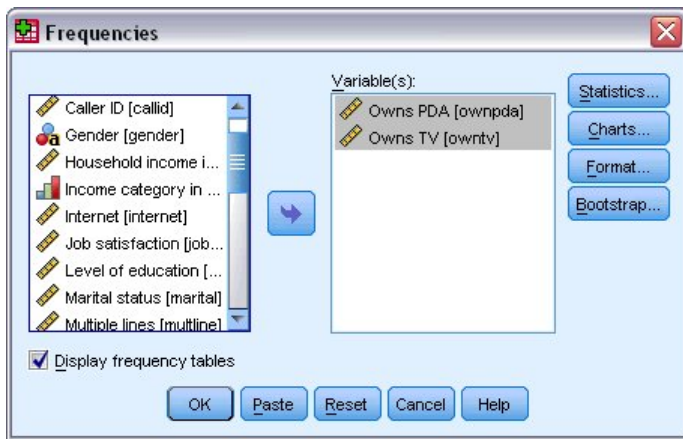 Frequencies
Caller ID [callid]
Gender [gender]
Household income i...
Income category in ...
Internet [internet]
Job satisfaction [job...
Level of education [...
Marital status [marital]
Multiple lines [multline]
Variable(s):
Owns PDA [ownpda]
Owns TV [owntv]
Statistics...
Charts...
Format...
Bootstrap...
Display frequency tables
OK Paste Reset Cancel Help